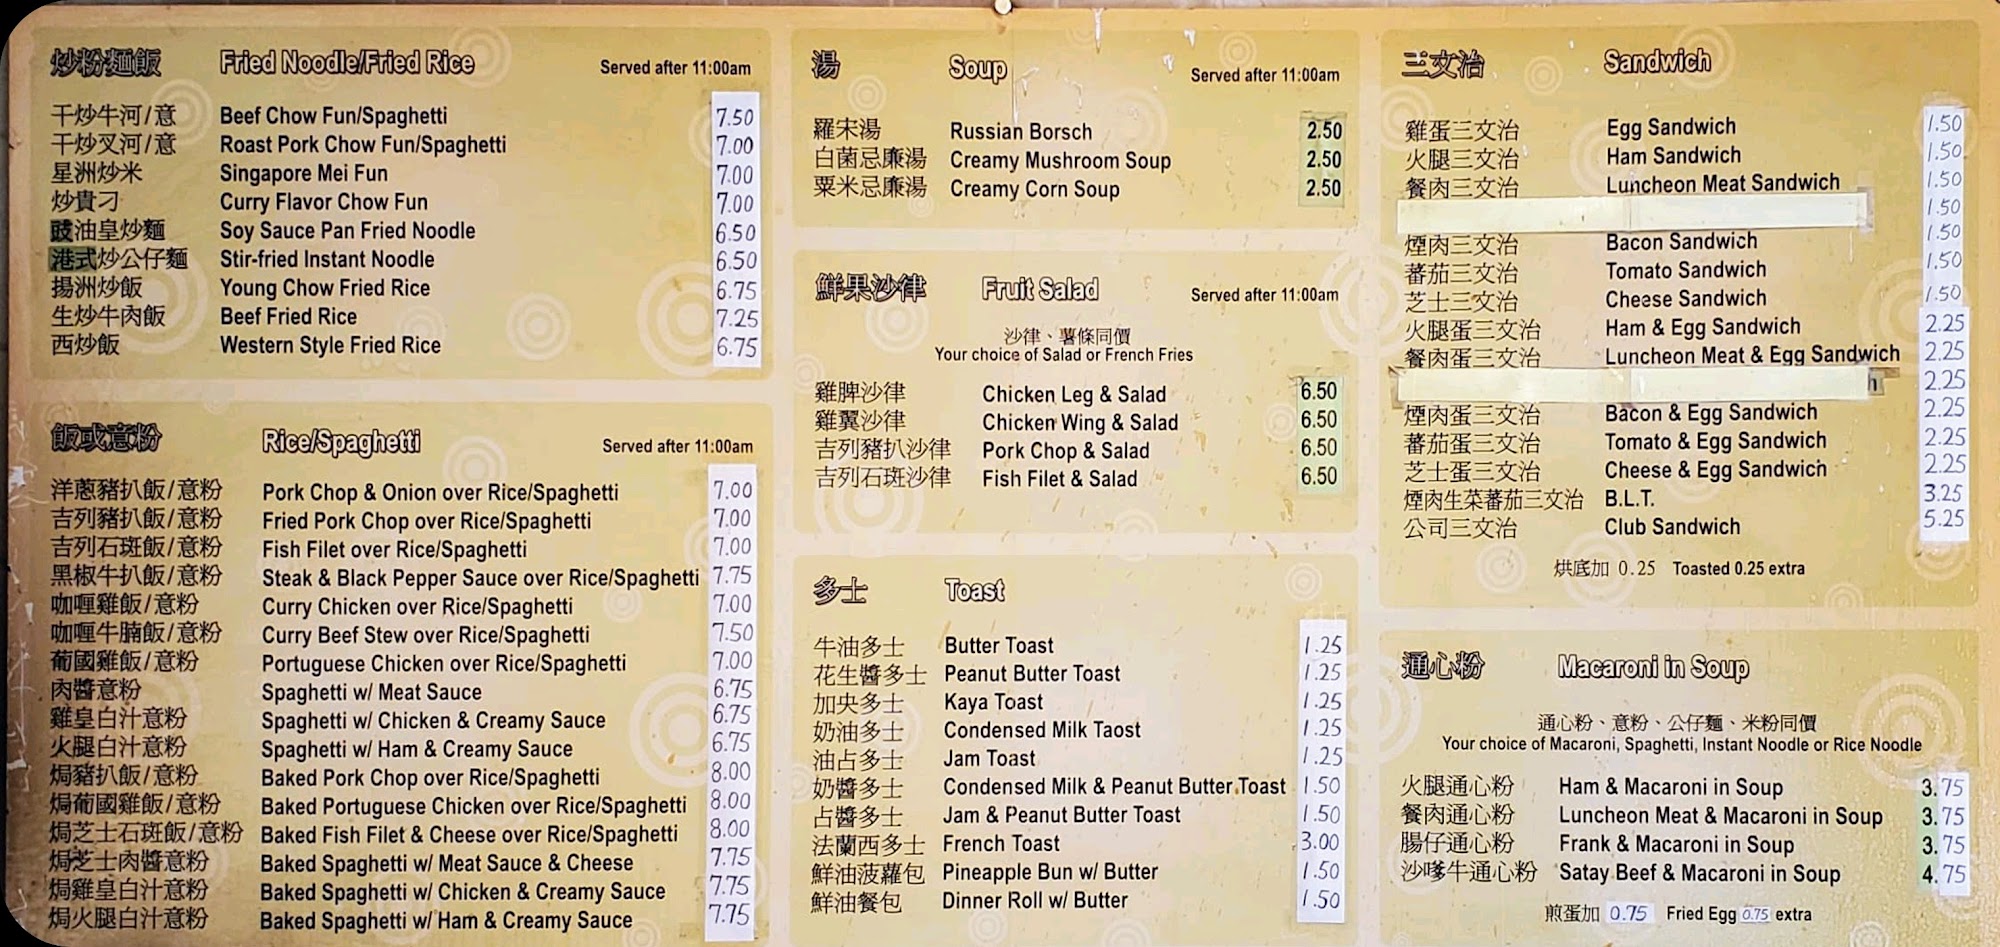 炒粉麵飯 Fried Noodle/Fried Rice Served after 11:00am
干炒牛河/意 Beef Chow Fun/Spaghetti 7.50
干炒叉河/意 Roast Pork Chow Fun/Spaghetti 7.00
星洲炒米 Singapore Mei Fun 7.00
炒貴刁 Curry Flavor Chow Fun 7.00
豉油皇炒麵 Soy Sauce Pan Fried Noodle 6.50
港式炒公仔麵 Stir-fried Instant Noodle 6.50
揚洲炒飯 Young Chow Fried Rice 6.75
生炒牛肉飯 Beef Fried Rice 7.25
西炒飯 Western Style Fried Rice 6.75
飯或意粉 Rice/Spaghetti Served after 11:00am
洋蔥豬扒飯/意粉 Pork Chop & Onion over Rice/Spaghetti 7.00
吉列豬扒飯/意粉 Fried Pork Chop over Rice/Spaghetti 7.00
吉列石斑飯/意粉 Fish Filet over Rice/Spaghetti 7.00
黑椒牛扒飯/意粉 Steak & Black Pepper Sauce over Rice/Spaghetti 7.75
咖喱雞飯/意粉 Curry Chicken over Rice/Spaghetti 7.00
咖喱牛腩飯/意粉 Curry Beef Stew over Rice/Spaghetti 7.50
葡國雞飯/意粉 Portuguese Chicken over Rice/Spaghetti 7.00
肉醬意粉 Spaghetti w/ Meat Sauce 6.75
雞皇白汁意粉 Spaghetti w/ Chicken & Creamy Sauce 6.75
火腿白汁意粉 Spaghetti w/ Ham & Creamy Sauce 6.75
焗豬扒飯/意粉 Baked Pork Chop over Rice/Spaghetti 8.00
焗葡國雞飯/意粉 Baked Portuguese Chicken over Rice/Spaghetti 8.00
焗芝士石斑飯/意粉 Baked Fish Filet & Cheese over Rice/Spaghetti 8.00
焗芝士肉醬意粉 Baked Spaghetti w/ Meat Sauce & Cheese 7.75
焗雞皇白汁意粉 Baked Spaghetti w/ Chicken & Creamy Sauce 7.75
焗火腿白汁意粉 Baked Spaghetti w/ Ham & Creamy Sauce 7.75
湯 Soup Served after 11:00am
羅宋湯 Russian Borsch 2.50
白菌忌廉湯 Creamy Mushroom Soup 2.50
粟米忌廉湯 Creamy Corn Soup 2.50
鮮果沙律 Fruit Salad Served after 11:00am
沙律、薯條同價
Your choice of Salad or French Fries
雞脾沙律 Chicken Leg & Salad 6.50
雞翼沙律 Chicken Wing & Salad 6.50
吉列豬扒沙律 Pork Chop & Salad 6.50
吉列石斑沙律 Fish Filet & Salad 6.50
多士 Toast
牛油多士 Butter Toast 1.25
花生醬多士 Peanut Butter Toast 1.25
加央多士 Kaya Toast 1.25
奶油多士 Condensed Milk Taost 1.25
油占多士 Jam Toast 1.25
奶醬多士 Condensed Milk & Peanut Butter Toast 1.50
占醬多士 Jam & Peanut Butter Toast 1.50
法蘭西多士 French Toast 3.00
鮮油菠蘿包 Pineapple Bun w/ Butter 1.50
鮮油餐包 Dinner Roll w/ Butter 1.50
三文治 Sandwich
雞蛋三文治 Egg Sandwich 1.50
火腿三文治 Ham Sandwich 1.50
餐肉三文治 Luncheon Meat Sandwich 1.50
1.50
煙肉三文治 Bacon Sandwich 1.50
蕃茄三文治 Tomato Sandwich 1.50
芝士三文治 Cheese Sandwich 1.50
火腿蛋三文治 Ham & Egg Sandwich 2.25
餐肉蛋三文治 Luncheon Meat & Egg Sandwich 2.25
h 2.25
煙肉蛋三文治 Bacon & Egg Sandwich 2.25
蕃茄蛋三文治 Tomato & Egg Sandwich 2.25
芝士蛋三文治 Cheese & Egg Sandwich 2.25
煙肉生菜蕃茄三文治 B.L.T. 3.25
公司三文治 Club Sandwich 5.25
烘底加 0.25 Toasted 0.25 extra
通心粉 Macaroni in Soup
通心粉、意粉、公仔麵、米粉同價
Your choice of Macaroni, Spaghetti, Instant Noodle or Rice Noodle
火腿通心粉 Ham & Macaroni in Soup 3.75
餐肉通心粉 Luncheon Meat & Macaroni in Soup 3.75
腸仔通心粉 Frank & Macaroni in Soup 3.75
沙嗲牛通心粉 Satay Beef & Macaroni in Soup 4.75
煎蛋加 0.75 Fried Egg 0.75 extra